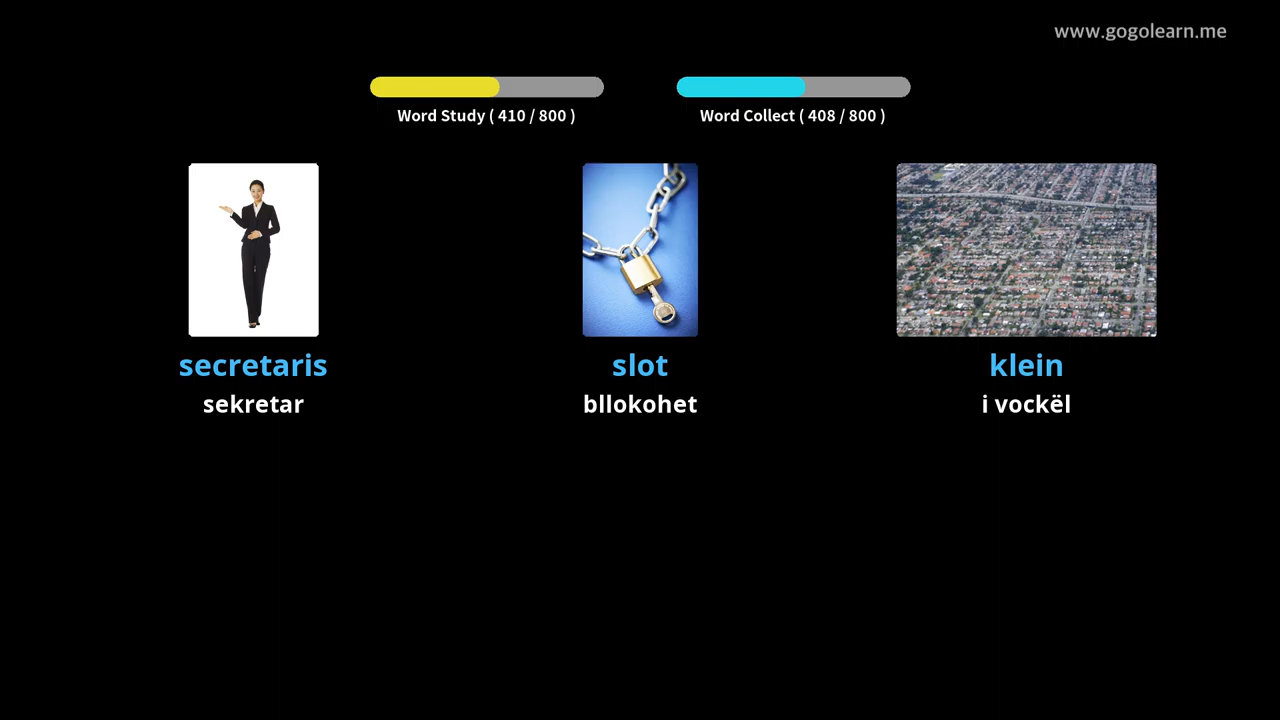 www.gogolearn.me
Word Study ( 410 / 800 )
Word Collect ( 408 / 800 )
secretaris
sekretar
slot
bllokohet
klein
i vockël